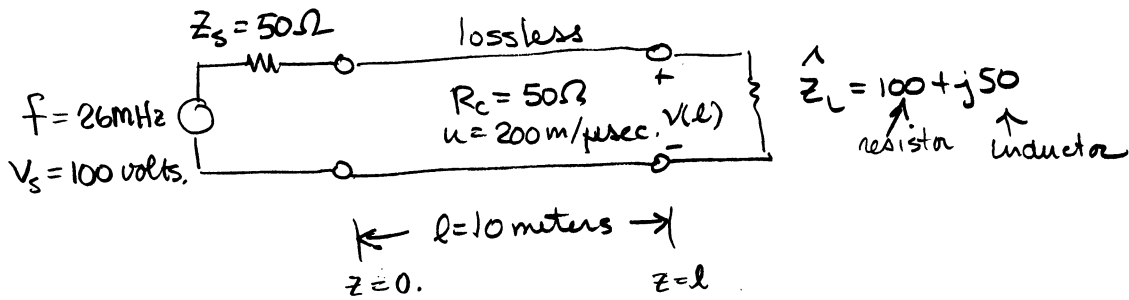 Z_s = 50Ω
lossless
f = 26mHz
V_s = 100 volts.
R_c = 50Ω
u = 200 m/μsec.
+
V(l)
-
Ẑ_L = 100 + j50
resistor
inductor
l = 10 meters
z = 0.
z = l